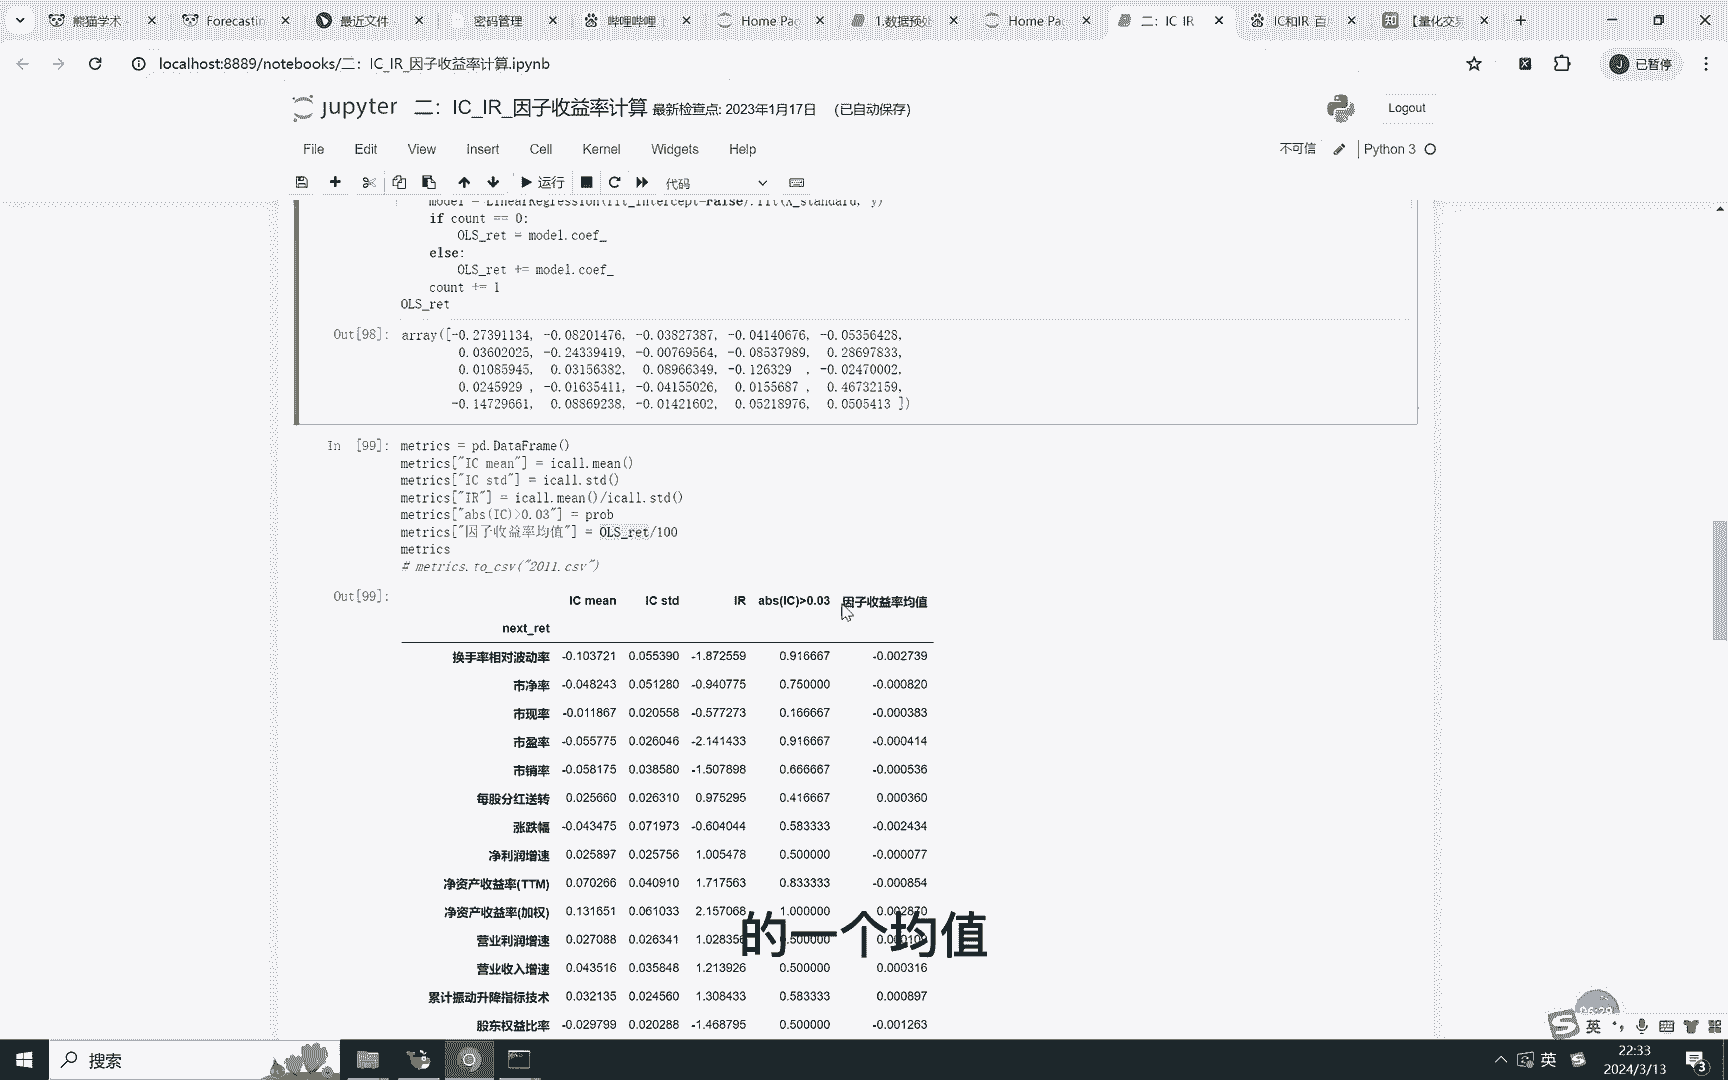 熊猫学术 Forecastin 最近文件 密码管理 哔哩哔哩 Home Pag 1.数据预处 Home Pag 二：IC IR IC和IR 百 【量化交易
localhost:8889/notebooks/二：IC_IR_因子收益率计算.ipynb 已暂停
jupyter 二：IC_IR_因子收益率计算 最新检查点: 2023年1月17日 (已自动保存) Logout
File Edit View Insert Cell Kernel Widgets Help 不可信 Python 3
运行 代码
model = LinearRegression(fit_intercept=False).fit(X_standard, y)
if count == 0:
OLS_ret = model.coef_
else:
OLS_ret += model.coef_
count += 1
OLS_ret
Out[98]: array([-0.27391134, -0.08201476, -0.03827387, -0.04140676, -0.05356428,
0.03602025, -0.24339419, -0.00769564, -0.08537989, 0.28697833,
0.01085945, 0.03156382, 0.08966349, -0.126329 , -0.02470002,
0.0245929 , -0.01635411, -0.04155026, 0.0155687 , 0.46732159,
-0.14729661, 0.08869238, -0.01421602, 0.05218976, 0.0505413 ])
In [99]: metrics = pd.DataFrame()
metrics["IC mean"] = icall.mean()
metrics["IC std"] = icall.std()
metrics["IR"] = icall.mean()/icall.std()
metrics["abs(IC)>0.03"] = prob
metrics["因子收益率均值"] = OLS_ret/100
metrics
# metrics.to_csv("2011.csv")
Out[99]: IC mean IC std IR abs(IC)>0.03 因子收益率均值
next_ret
换手率相对波动率 -0.103721 0.055390 -1.872559 0.916667 -0.002739
市净率 -0.048243 0.051280 -0.940775 0.750000 -0.000820
市现率 -0.011867 0.020558 -0.577273 0.166667 -0.000383
市盈率 -0.055775 0.026046 -2.141433 0.916667 -0.000414
市销率 -0.058175 0.038580 -1.507898 0.666667 -0.000536
每股分红送转 0.025660 0.026310 0.975295 0.416667 0.000360
涨跌幅 -0.043475 0.071973 -0.604044 0.583333 -0.002434
净利润增速 0.025897 0.025756 1.005478 0.500000 -0.000077
净资产收益率(TTM) 0.070266 0.040910 1.717563 0.833333 -0.000854
净资产收益率(加权) 0.131651 0.061033 2.157068 1.000000 0.002870
的一个均值
营业利润增速 0.027088 0.026341 1.028356 0.500000
营业收入增速 0.043516 0.035848 1.213926 0.500000 0.000316
累计振动升降指标技术 0.032135 0.024560 1.308433 0.583333 0.000897
股东权益比率 -0.029799 0.020288 -1.468795 0.500000 -0.001263
英
搜索
英 22:33
2024/3/13 3